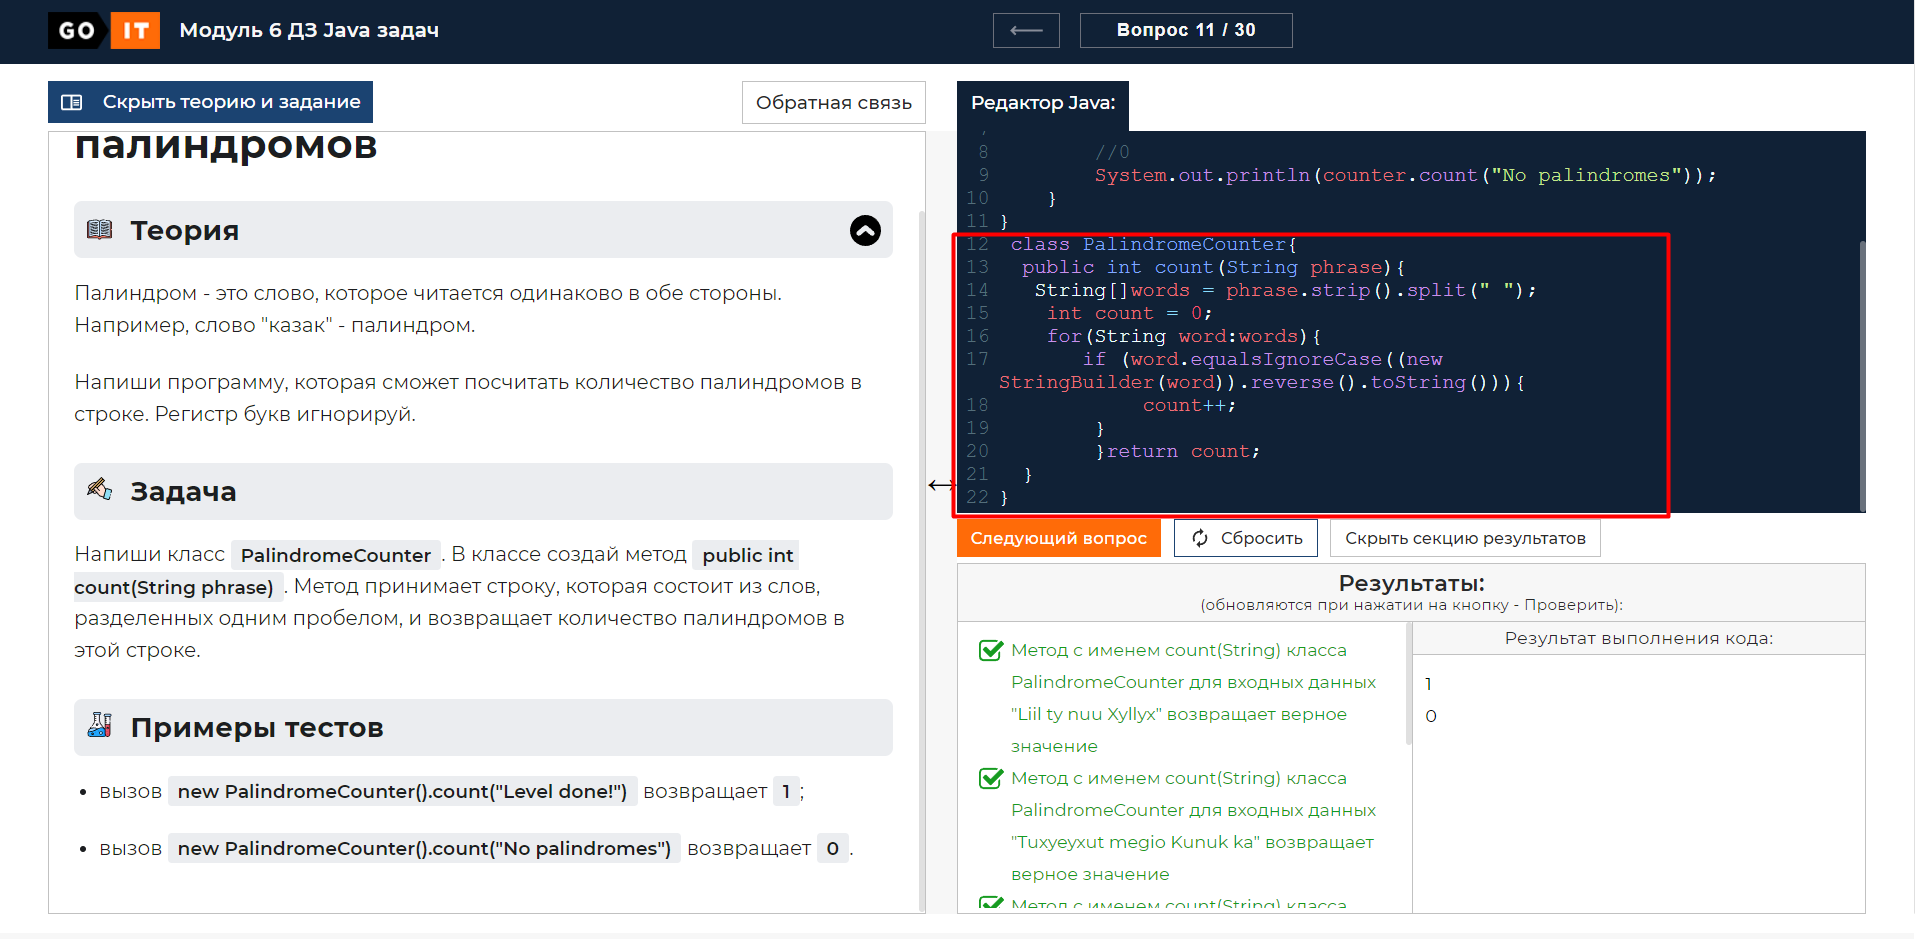 GO IT Модуль 6 ДЗ Java задач
Вопрос 11 / 30
Скрыть теорию и задание
Обратная связь
палиндромов
Теория
Палиндром - это слово, которое читается одинаково в обе стороны.
Например, слово "казак" - палиндром.
Напиши программу, которая сможет посчитать количество палиндромов в
строке. Регистр букв игнорируй.
Задача
Напиши класс PalindromeCounter . В классе создай метод public int
count(String phrase) . Метод принимает строку, которая состоит из слов,
разделенных одним пробелом, и возвращает количество палиндромов в
этой строке.
Примеры тестов
• вызов new PalindromeCounter().count("Level done!") возвращает 1 ;
• вызов new PalindromeCounter().count("No palindromes") возвращает 0 .
Редактор Java:
8 //0
9 System.out.println(counter.count("No palindromes"));
10 }
11 }
12 class PalindromeCounter{
13 public int count(String phrase){
14 String[]words = phrase.strip().split(" ");
15 int count = 0;
16 for(String word:words){
17 if (word.equalsIgnoreCase((new
StringBuilder(word)).reverse().toString())){
18 count++;
19 }
20 }return count;
21 }
22 }
Следующий вопрос
Сбросить
Скрыть секцию результатов
Результаты:
(обновляются при нажатии на кнопку - Проверить):
Метод с именем count(String) класса
PalindromeCounter для входных данных
"Liil ty nuu Xyllyx" возвращает верное
значение
Метод с именем count(String) класса
PalindromeCounter для входных данных
"Tuxyeyxut megio Kunuk ka" возвращает
верное значение
Метод с именем count(String) класса
Результат выполнения кода:
1
0